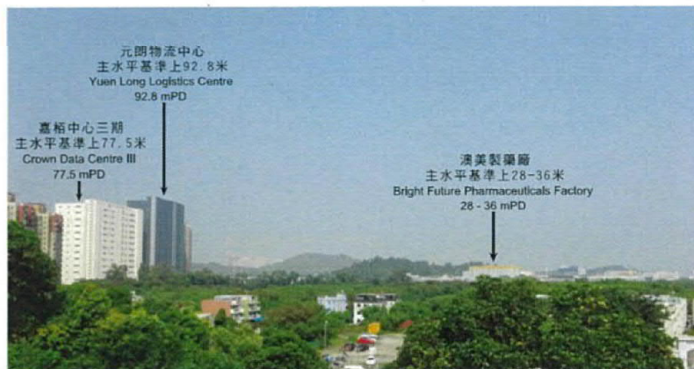 元朗物流中心
主水平基準上92.8米
Yuen Long Logistics Centre
92.8 mPD
嘉栢中心三期
主水平基準上77.5米
Crown Data Centre III
77.5 mPD
澳美製藥廠
主水平基準上28-36米
Bright Future Pharmaceuticals Factory
28 - 36 mPD